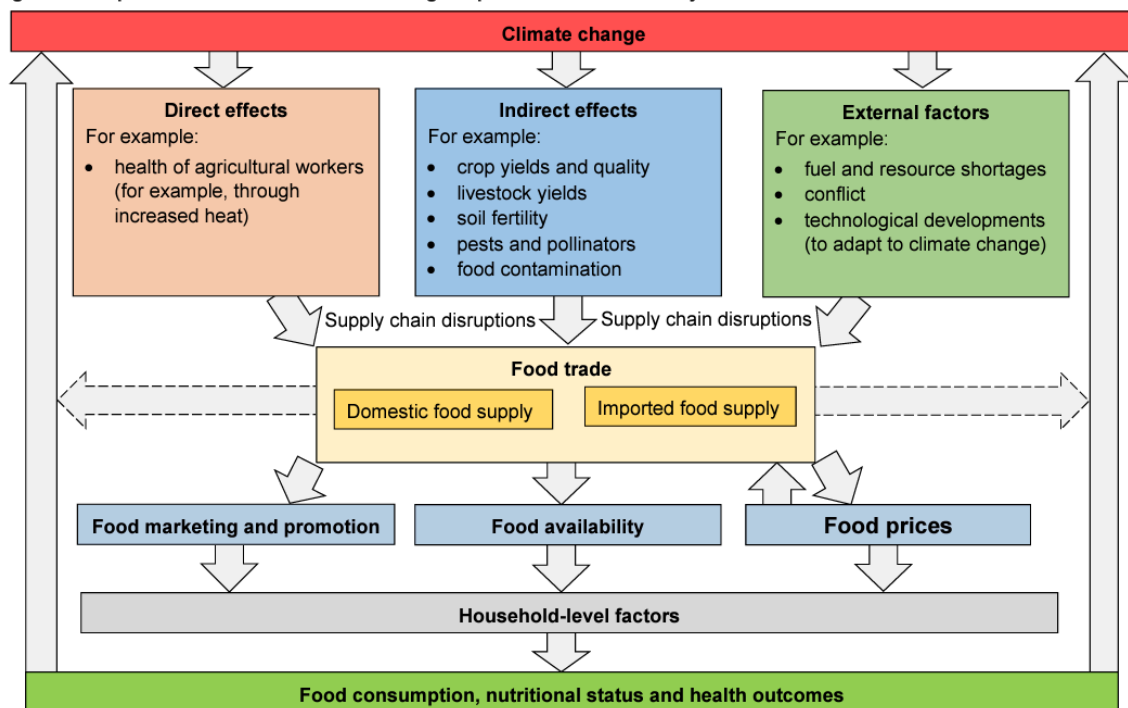 Climate change
Direct effects
For example:
• health of agricultural workers
(for example, through
increased heat)
Indirect effects
For example:
• crop yields and quality
• livestock yields
• soil fertility
• pests and pollinators
• food contamination
External factors
For example:
• fuel and resource shortages
• conflict
• technological developments
(to adapt to climate change)
Supply chain disruptions
Supply chain disruptions
Food trade
Domestic food supply
Imported food supply
Food marketing and promotion
Food availability
Food prices
Household-level factors
Food consumption, nutritional status and health outcomes